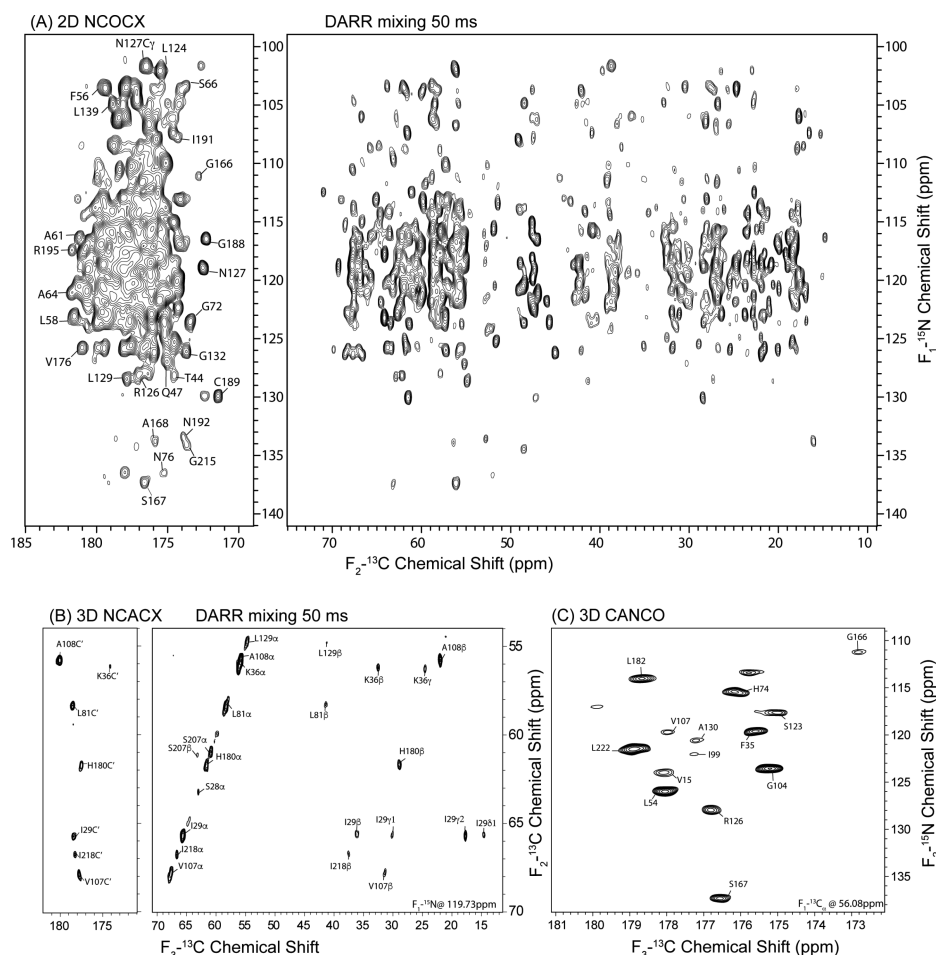 (A) 2D NCOCX DARR mixing 50 ms
N127Cγ
L124
S66
F56
L139
I191
G166
A61
R195
G188
N127
A64
G72
L58
V176
G132
L129
R126
Q47
T44
C189
A168
N192
N76
G215
S167
100
105
110
115
120
125
130
135
140
F₁-¹⁵N Chemical Shift (ppm)
185 180 175 170 70 60 50 40 30 20 10
F₂-¹³C Chemical Shift (ppm)
(B) 3D NCACX DARR mixing 50 ms
A108C′
K36C′
L81C′
H180C′
I29C′
I218C′
V107C′
L129α
A108α
K36α
L129β
K36β
K36γ
A108β
L81α
L81β
S207α
S207β
H180α
H180β
S28α
I29α
I29β
I29γ1
I29γ2
I29δ1
I218α
I218β
V107α
V107β
F₁-¹⁵N@ 119.73ppm
55
60
65
70
F₂-¹³C Chemical Shift (ppm)
180 175 70 65 60 55 50 45 40 35 30 25 20 15
F₃-¹³C Chemical Shift
(C) 3D CANCO
G166
L182
H74
V107
A130
S123
F35
I99
L222
G104
V15
L54
R126
S167
F₁-¹³Cα @ 56.08ppm
110
115
120
125
130
135
F₂-¹⁵N Chemical Shift (ppm)
180 179 178 177 176 175 174 173
F₃-¹³C Chemical Shift (ppm)